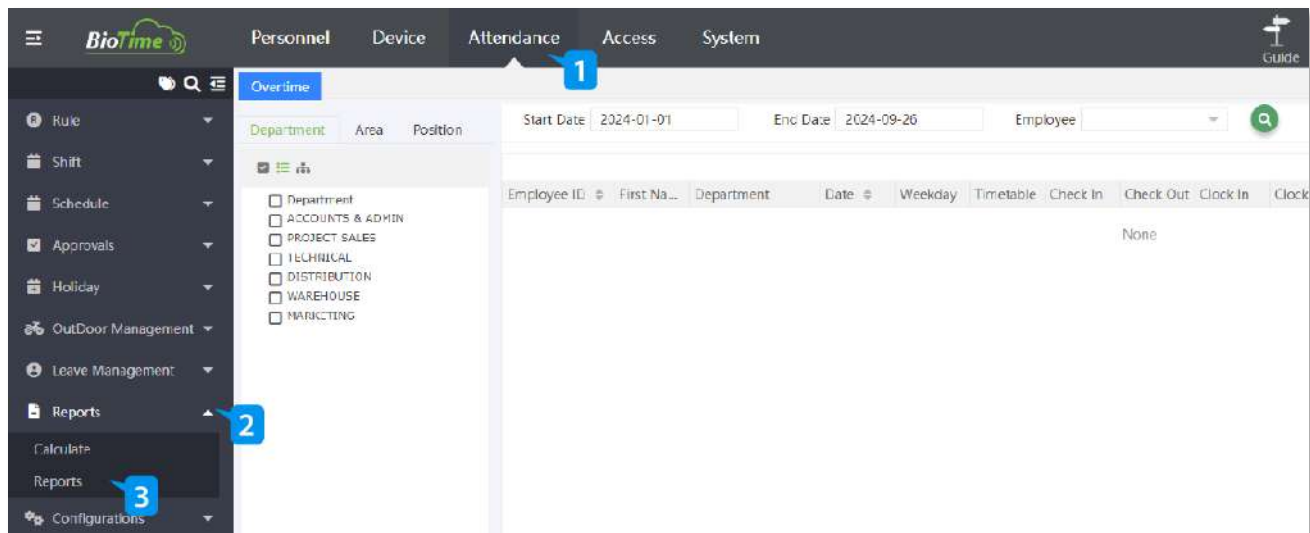 BioTime Personnel Device Attendance Access System
1
Guide
Overtime
Rule
Shift
Schedule
Approvals
Holiday
OutDoor Management
Leave Management
Reports
2
Calculate
Reports
3
Configurations
Department Area Position
Department
ACCOUNTS & ADMIN
PROJECT SALES
TECHNICAL
DISTRIBUTION
WAREHOUSE
MARKETING
Start Date 2024-01-01 End Date 2024-09-26 Employee
Employee ID First Na... Department Date Weekday Timetable Check In Check Out Clock In Clock
None